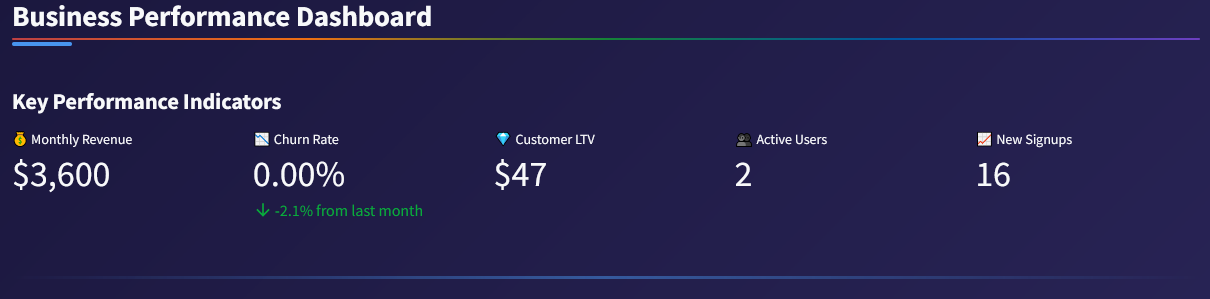 Business Performance Dashboard
Key Performance Indicators
Monthly Revenue
Churn Rate
Customer LTV
Active Users
New Signups
$3,600
0.00%
$47
2
16
-2.1% from last month